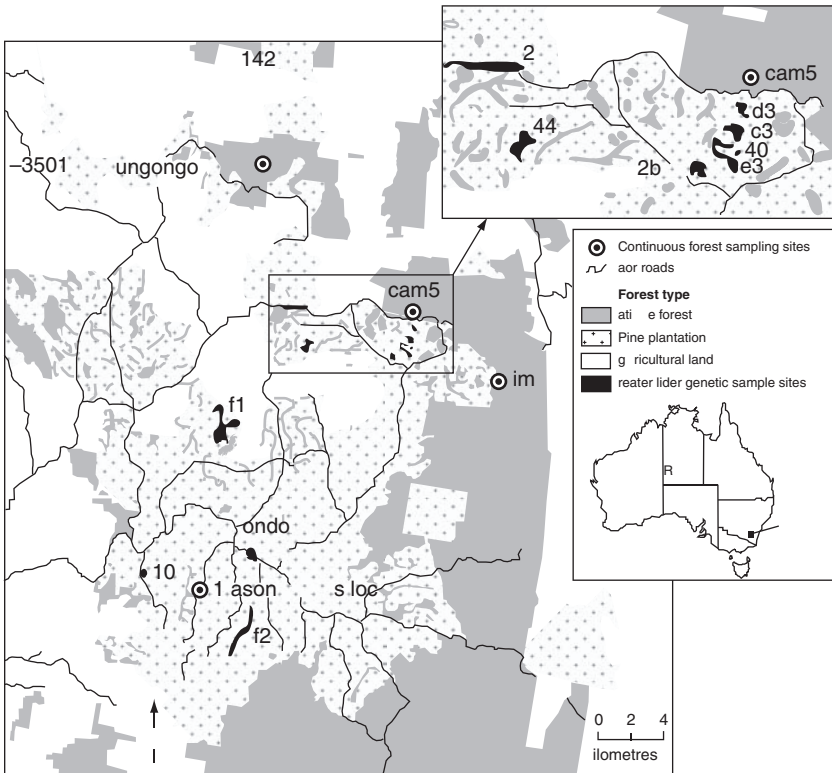 142
–3501
ungongo
cam5
im
f1
ondo
10
1 ason
s loc
f2
2
cam5
d3
c3
44
40
e3
2b
Continuous forest sampling sites
aor roads
Forest type
ati e forest
Pine plantation
g ricultural land
reater lider genetic sample sites
R
0 2 4
ilometres